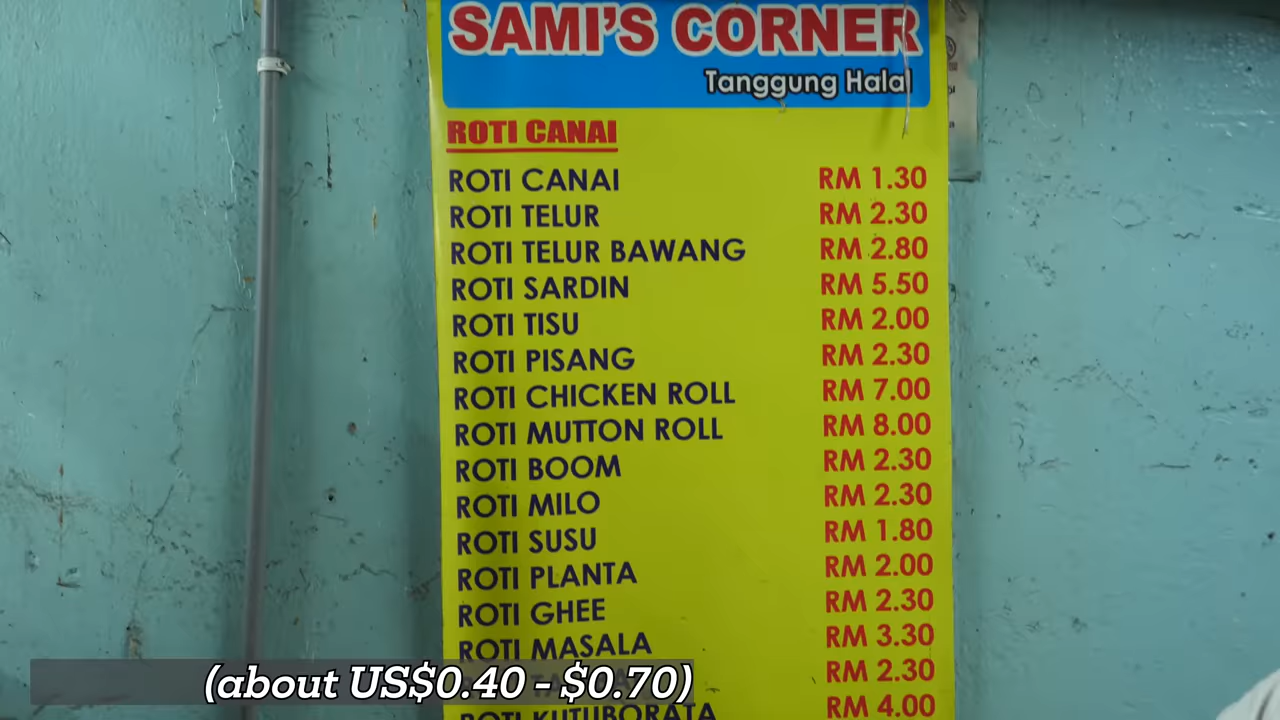 SAMI'S CORNER
Tanggung Halal
ROTI CANAI
ROTI CANAI RM 1.30
ROTI TELUR RM 2.30
ROTI TELUR BAWANG RM 2.80
ROTI SARDIN RM 5.50
ROTI TISU RM 2.00
ROTI PISANG RM 2.30
ROTI CHICKEN ROLL RM 7.00
ROTI MUTTON ROLL RM 8.00
ROTI BOOM RM 2.30
ROTI MILO RM 2.30
ROTI SUSU RM 1.80
ROTI PLANTA RM 2.00
ROTI GHEE RM 2.30
ROTI MASALA RM 3.30
RM 2.30
ROTI KUTUBORATA RM 4.00
(about US$0.40 - $0.70)